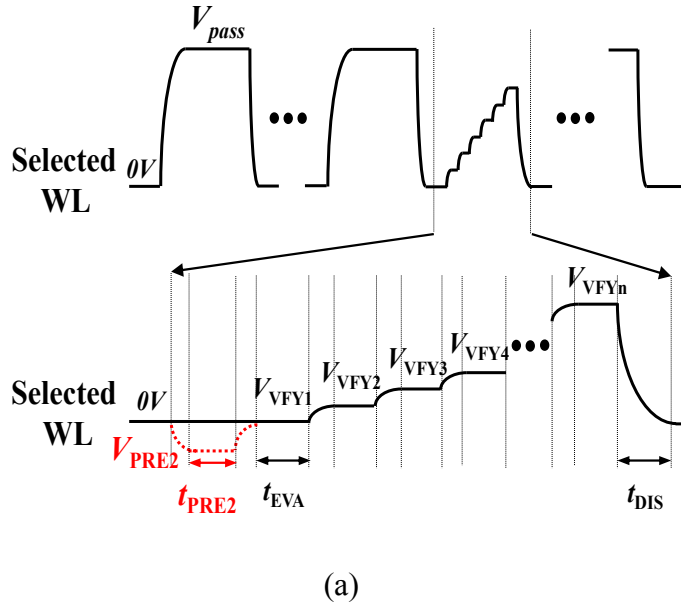 Vpass
Selected
WL
0V
Selected
WL
0V
VPRE2
tPRE2
VVFY1
tEVA
VVFY2
VVFY3
VVFY4
VVFYn
tDIS
(a)